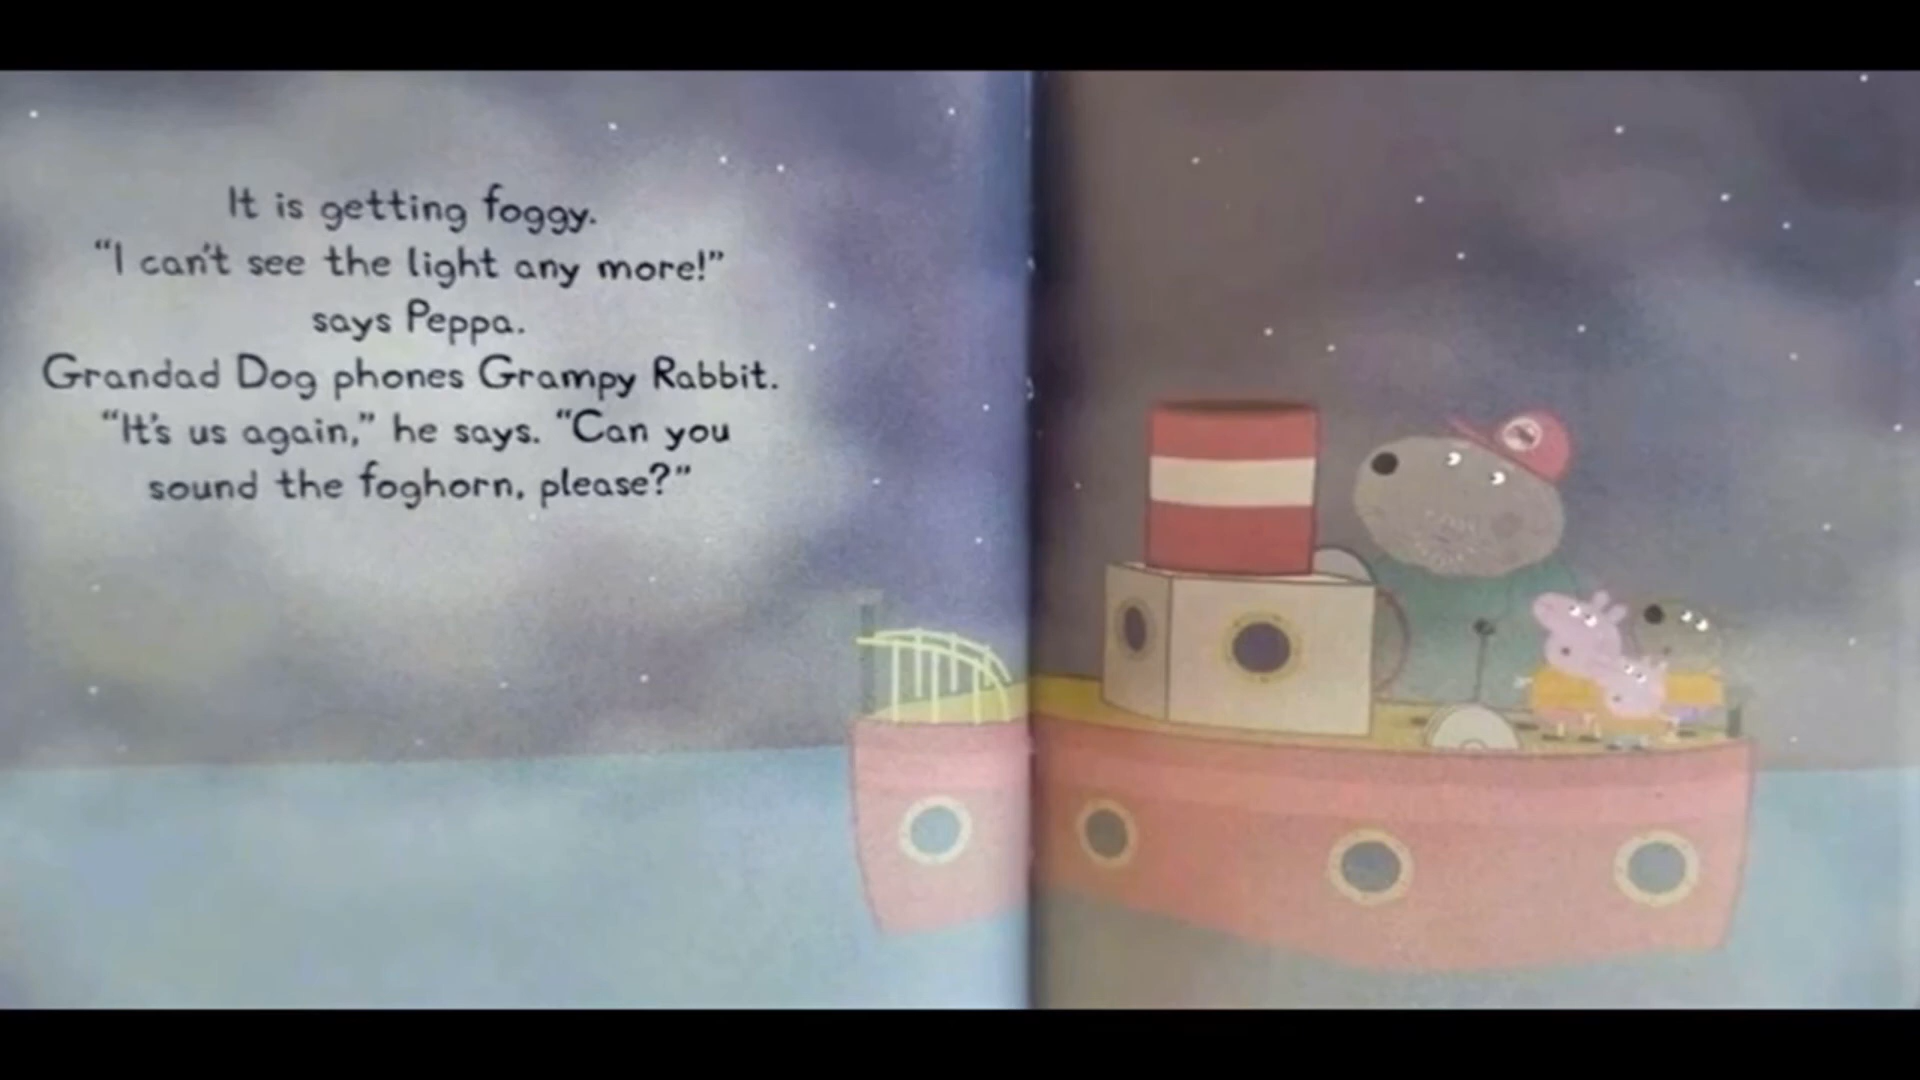 It is getting foggy.
“I can't see the light any more!”
says Peppa.
Grandad Dog phones Grampy Rabbit.
“It's us again,” he says. “Can you
sound the foghorn, please?”